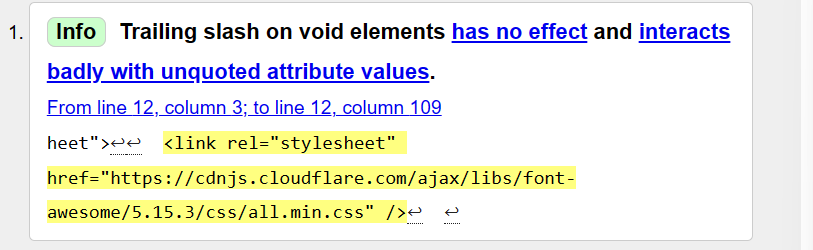 1. Info Trailing slash on void elements has no effect and interacts
badly with unquoted attribute values.
From line 12, column 3; to line 12, column 109
heet">↩↩  <link rel="stylesheet"
href="https://cdnjs.cloudflare.com/ajax/libs/font-
awesome/5.15.3/css/all.min.css" />↩  ↩